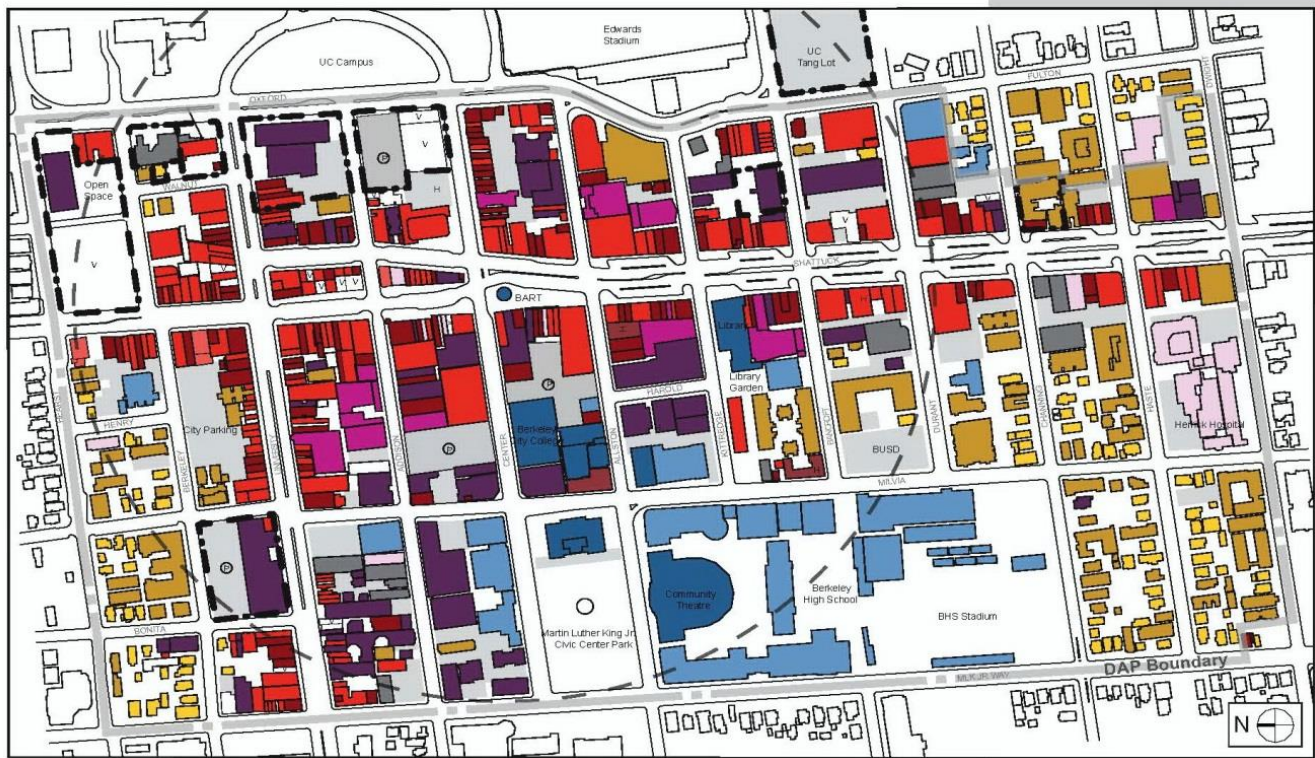 Edwards
Stadium
UC Campus
UC
Tang Lot
OXFORD
FULTON
DWIGHT
V
V
P
Open
Space
WALNUT
H
V
V
V
V
V
V
V
SHATTUCK
BART
H
H
Library
Library
Garden
P
HEARST
HENRY
City Parking
BERKELEY
UNIVERSITY
ADDISON
P
CENTER
Berkeley
City College
ALLSTON
HAROLD
KITTREDGE
BANCROFT
H
BUSD
DURANT
CHANNING
HASTE
Herrick Hospital
MILVIA
P
BONITA
Community
Theatre
Berkeley
High School
BHS Stadium
Martin Luther King Jr.
Civic Center Park
MLK JR WAY
DAP Boundary
N